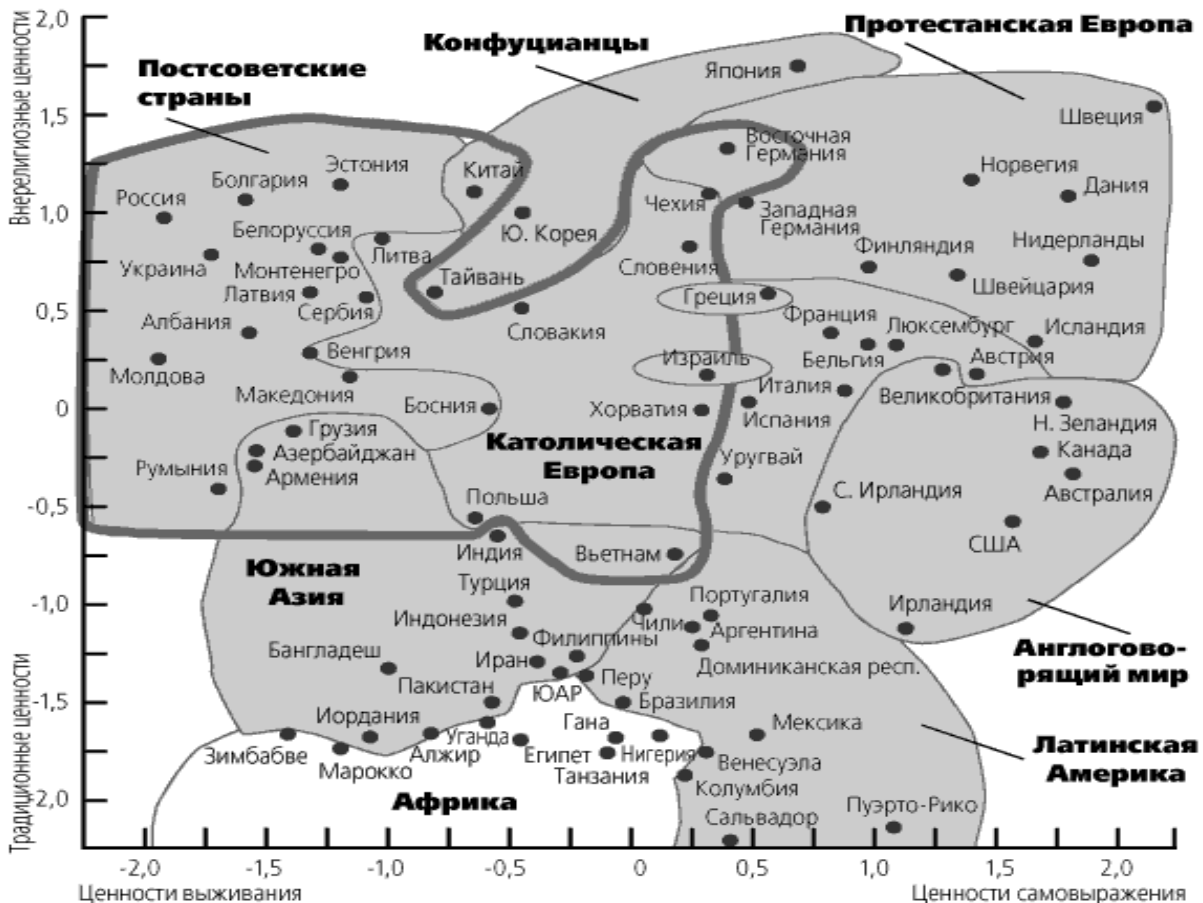 2,0
Протестанская Европа
Конфуцианцы
Япония
Постсоветские
страны
1,5
Швеция
Восточная
Германия
Эстония
Китай
Норвегия
Болгария
Дания
Россия
Чехия
1,0
Западная
Германия
Белоруссия
Ю. Корея
Финляндия
Нидерланды
Литва
Словения
Украина
Монтенегро
Тайвань
Швейцария
Латвия
Греция
Сербия
0,5
Франция
Албания
Словакия
Люксембург
Исландия
Венгрия
Израиль
Бельгия
Австрия
Молдова
Македония
Италия
Великобритания
0
Босния
Хорватия
Испания
Н. Зеландия
Грузия
Католическая
Европа
Азербайджан
Уругвай
Канада
Румыния
Армения
Польша
С. Ирландия
Австралия
-0,5
США
Индия
Вьетнам
Южная
Азия
Турция
-1,0
Португалия
Ирландия
Индонезия
Чили
Аргентина
Филиппины
Англогово-
рящий мир
Бангладеш
Иран
Доминиканская респ.
Пакистан
ЮАР
Перу
-1,5
Бразилия
Иордания
Гана
Мексика
Зимбабве
Алжир
Уганда
Египет
Нигерия
Латинская
Америка
Марокко
Танзания
Венесуэла
Африка
Колумбия
-2,0
Сальвадор
Пуэрто-Рико
Внерелигиозные ценности
Традиционные ценности
-2,0
-1,5
-1,0
-0,5
0
0,5
1,0
1,5
2,0
Ценности выживания
Ценности самовыражения